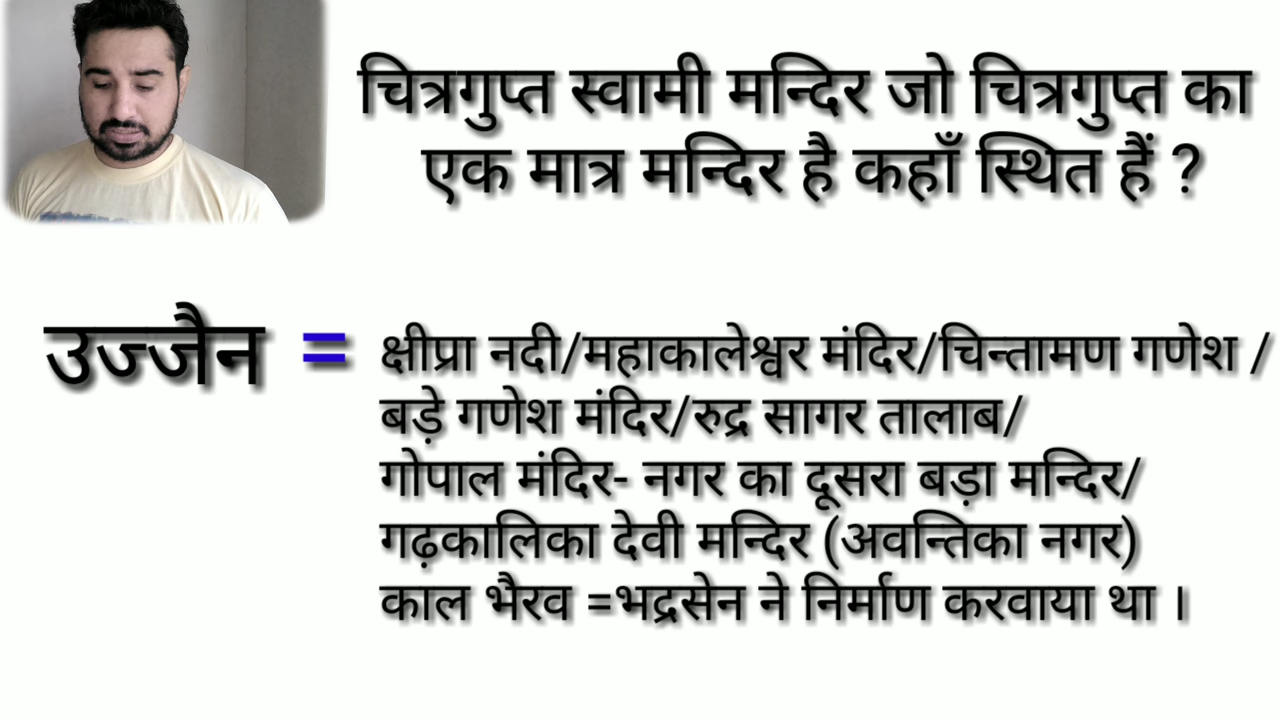 चित्रगुप्त स्वामी मन्दिर जो चित्रगुप्त का
एक मात्र मन्दिर है कहाँ स्थित हैं ?
उज्जैन = क्षीप्रा नदी/महाकालेश्वर मंदिर/चिन्तामण गणेश /
बड़े गणेश मंदिर/रुद्र सागर तालाब/
गोपाल मंदिर- नगर का दूसरा बड़ा मन्दिर/
गढ़कालिका देवी मन्दिर (अवन्तिका नगर)
काल भैरव =भद्रसेन ने निर्माण करवाया था ।